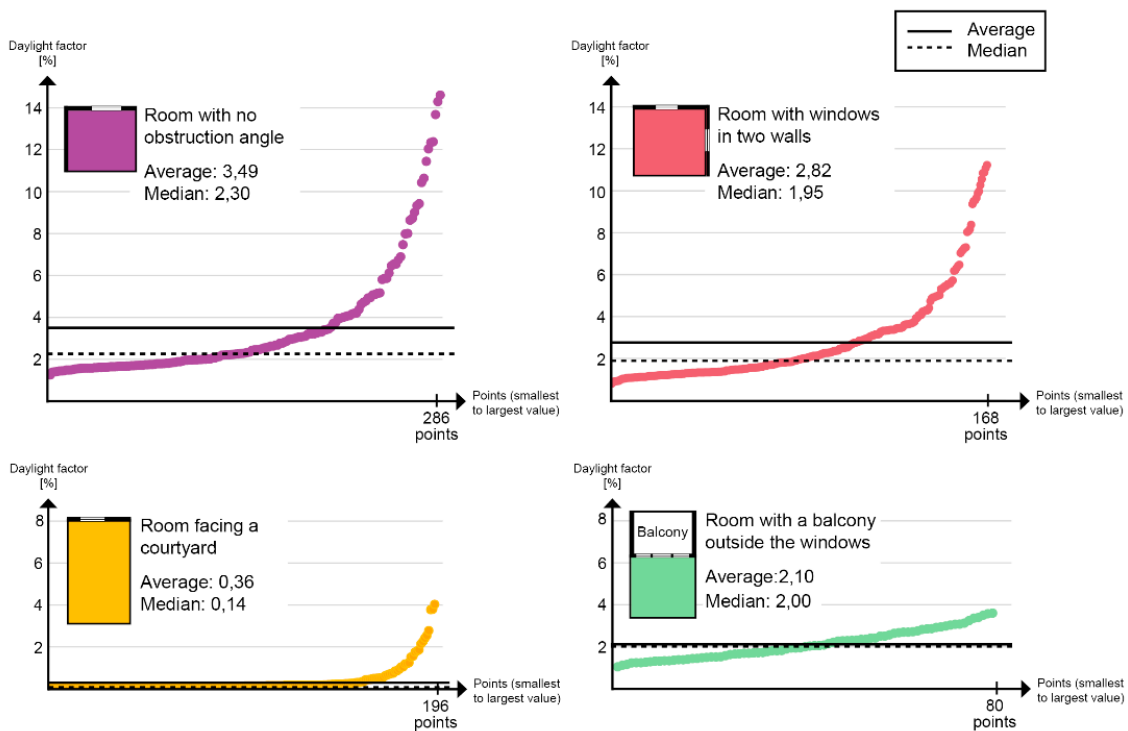 Average
Median
Daylight factor
[%]
14
12
10
8
6
4
2
Room with no
obstruction angle
Average: 3,49
Median: 2,30
Points (smallest
to largest value)
286
points
Daylight factor
[%]
14
12
10
8
6
4
2
Room with windows
in two walls
Average: 2,82
Median: 1,95
Points (smallest
to largest value)
168
points
Daylight factor
[%]
8
6
4
2
Room facing a
courtyard
Average: 0,36
Median: 0,14
Points (smallest
to largest value)
196
points
Daylight factor
[%]
8
6
4
2
Balcony
Room with a balcony
outside the windows
Average:2,10
Median: 2,00
Points (smallest
to largest value)
80
points